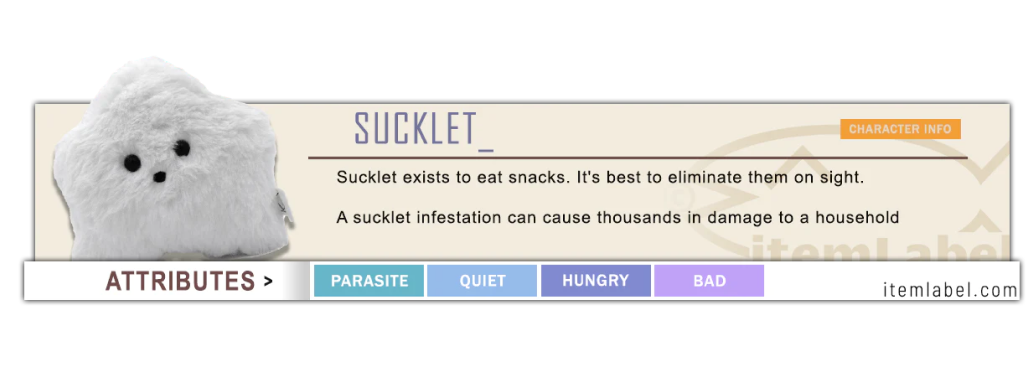 SUCKLET_
CHARACTER INFO
Sucklet exists to eat snacks. It's best to eliminate them on sight.
A sucklet infestation can cause thousands in damage to a household
itemLabel
ATTRIBUTES > PARASITE QUIET HUNGRY BAD
itemlabel.com